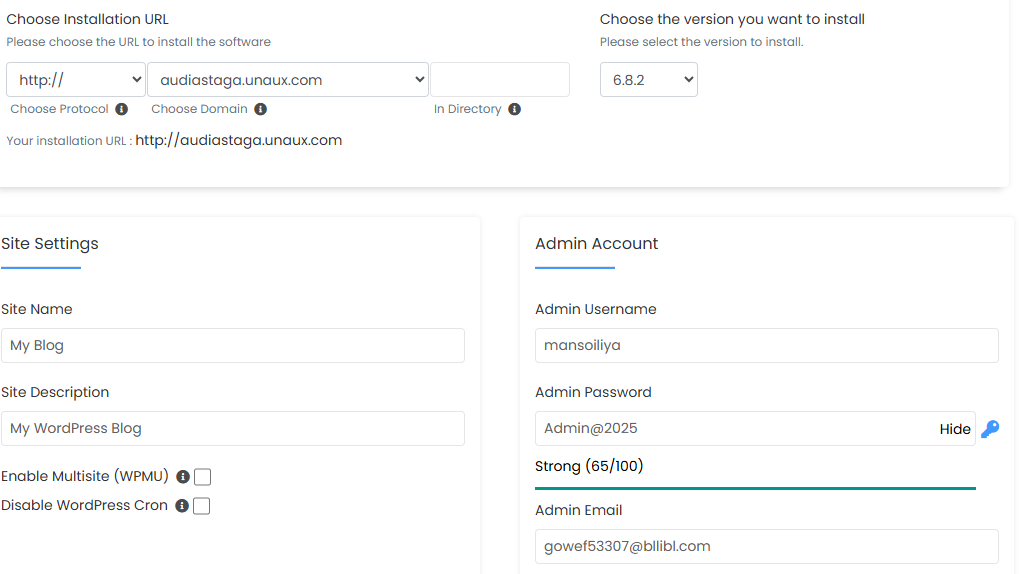 Choose Installation URL
Please choose the URL to install the software
http:// audiastaga.unaux.com
Choose Protocol Choose Domain In Directory
Your installation URL : http://audiastaga.unaux.com
Choose the version you want to install
Please select the version to install.
6.8.2
Site Settings
Site Name
My Blog
Site Description
My WordPress Blog
Enable Multisite (WPMU)
Disable WordPress Cron
Admin Account
Admin Username
mansoiliya
Admin Password
Admin@2025 Hide
Strong (65/100)
Admin Email
gowef53307@bllibl.com